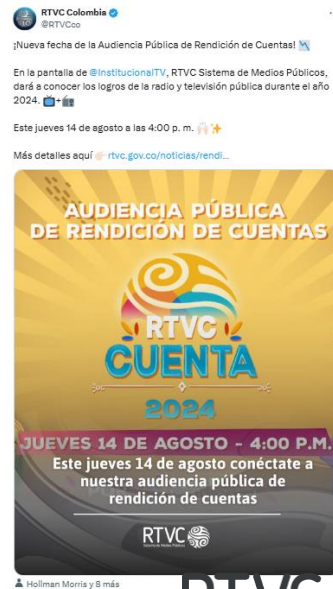 RTVC Colombia
@RTVCco
¡Nueva fecha de la Audiencia Pública de Rendición de Cuentas!
En la pantalla de @InstitucionalTV, RTVC Sistema de Medios Públicos,
dará a conocer los logros de la radio y televisión pública durante el año
2024. +
Este jueves 14 de agosto a las 4:00 p. m.
Más detalles aquí rtvc.gov.co/noticias/rendi...
AUDIENCIA PÚBLICA
DE RENDICIÓN DE CUENTAS
RTVC
CUENTA
2024
JUEVES 14 DE AGOSTO - 4:00 P.M.
Este jueves 14 de agosto conéctate a
nuestra audiencia pública de
rendición de cuentas
RTVC
Sistema de Medios Públicos
Hollman Morris y 8 más
RTVC